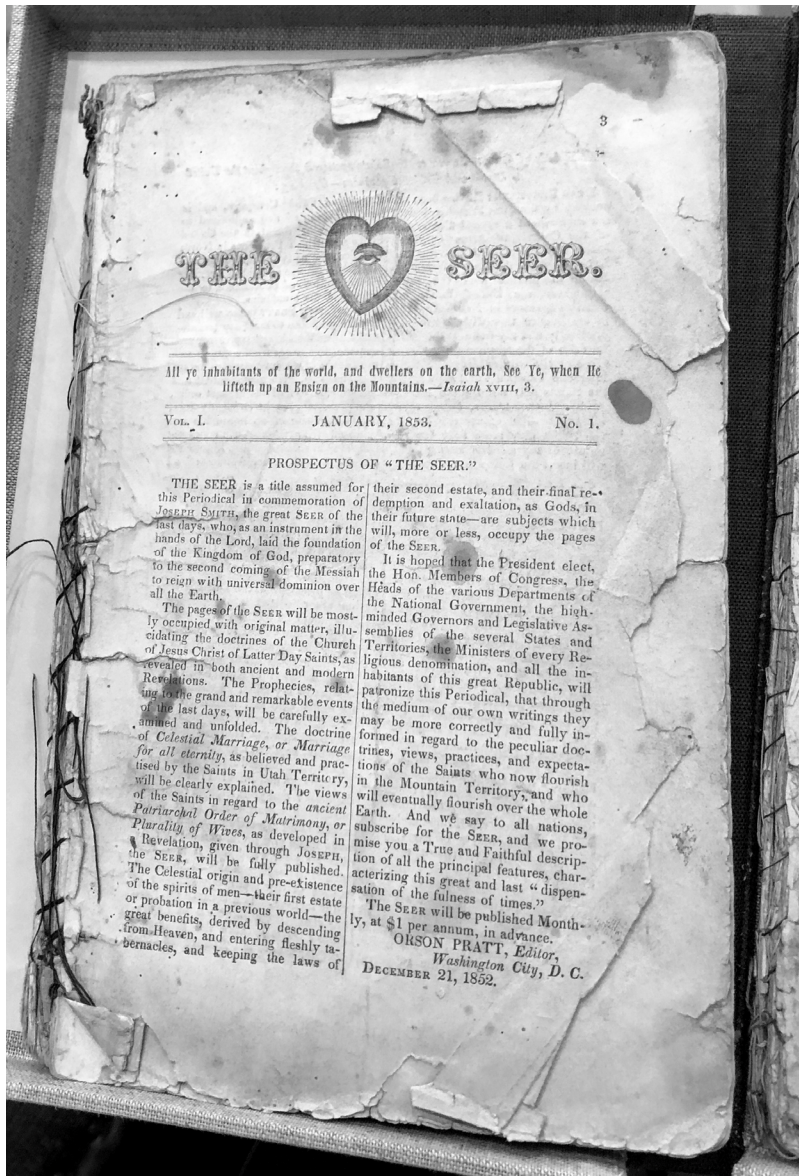 3
THE SEER.
All ye inhabitants of the world, and dwellers on the earth, See Ye, when He
lifteth up an Ensign on the Mountains.—Isaiah XVIII, 3.
VOL. I. JANUARY, 1853. No. 1.
PROSPECTUS OF “THE SEER.”
THE SEER is a title assumed for
this Periodical in commemoration of
JOSEPH SMITH, the great SEER of the
last days, who, as an instrument in the
hands of the Lord, laid the foundation
of the Kingdom of God, preparatory
to the second coming of the Messiah
to reign with universal dominion over
all the Earth.
The pages of the SEER will be most-
ly occupied with original matter, illu-
cidating the doctrines of the Church
of Jesus Christ of Latter Day Saints, as
revealed in both ancient and modern
Revelations. The Prophecies, relat-
ing to the grand and remarkable events
of the last days, will be carefully ex-
amined and unfolded. The doctrine
of Celestial Marriage, or Marriage
for all eternity, as believed and prac-
tised by the Saints in Utah Territory,
will be clearly explained. The views
of the Saints in regard to the ancient
Patriarchal Order of Matrimony, or
Plurality of Wives, as developed in
a Revelation, given through JOSEPH,
the SEER, will be fully published.
The Celestial origin and pre-existence
of the spirits of men—their first estate
or probation in a previous world—the
great benefits, derived by descending
from Heaven, and entering fleshly ta-
bernacles, and keeping the laws of
their second estate, and their final re-
demption and exaltation, as Gods, in
their future state—are subjects which
will, more or less, occupy the pages
of the SEER.
It is hoped that the President elect,
the Hon. Members of Congress, the
Heads of the various Departments of
the National Government, the high-
minded Governors and Legislative As-
semblies of the several States and
Territories, the Ministers of every Re-
ligious denomination, and all the in-
habitants of this great Republic, will
patronize this Periodical, that through
the medium of our own writings they
may be more correctly and fully in-
formed in regard to the peculiar doc-
trines, views, practices, and expecta-
tions of the Saints who now flourish
in the Mountain Territory, and who
will eventually flourish over the whole
Earth. And we say to all nations,
subscribe for the SEER, and we pro-
mise you a True and Faithful descrip-
tion of all the principal features, char-
acterizing this great and last “dispen-
sation of the fulness of times.”
The SEER will be published Month-
ly, at $1 per annum, in advance.
ORSON PRATT, Editor,
Washington City, D. C.
DECEMBER 21, 1852.